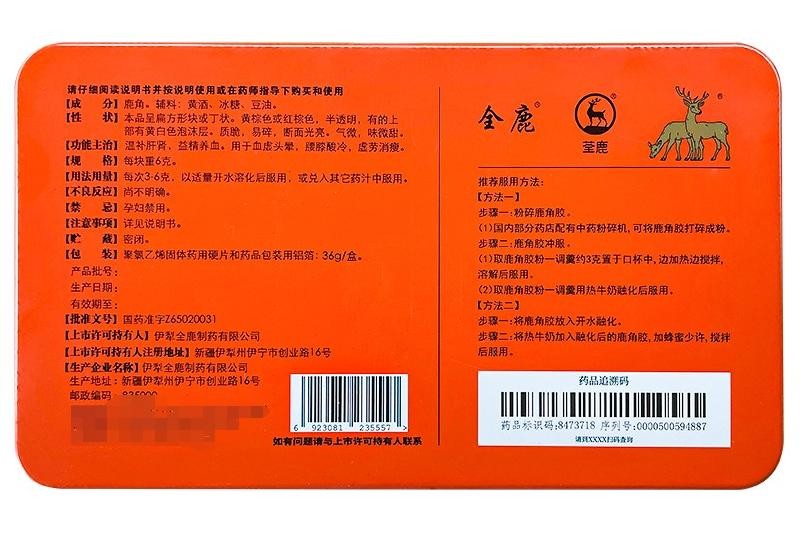 请仔细阅读说明书并按说明使用或在药师指导下购买和使用
【成 分】鹿角。辅料：黄酒、冰糖、豆油。
【性 状】本品呈扁方形块或丁状。黄棕色或红棕色，半透明，有的上
部有黄白色泡沫层。质脆，易碎，断面光亮。气微，味微甜。
【功能主治】温补肝肾，益精养血。用于血虚头晕，腰膝酸冷，虚劳消瘦。
【规 格】每块重6克。
【用法用量】每次3-6克，以适量开水溶化后服用，或兑入其它药汁中服用。
【不良反应】尚不明确。
【禁 忌】孕妇禁用。
【注意事项】详见说明书。
【贮 藏】密闭。
【包 装】聚氯乙烯固体药用硬片和药品包装用铝箔：36g/盒。
产品批号：
生产日期：
有效期至：
【批准文号】国药准字Z65020031
【上市许可持有人】伊犁全鹿制药有限公司
【上市许可持有人注册地址】新疆伊犁州伊宁市创业路16号
【生产企业名称】伊犁全鹿制药有限公司
生产地址：新疆伊犁州伊宁市创业路16号
邮政编码：835000
6 923081 235557 >
如有问题请与上市许可持有人联系
全鹿®
®
荃鹿
®
推荐服用方法：
【方法一】
步骤一：粉碎鹿角胶。
(1)国内部分药店配有中药粉碎机，可将鹿角胶打碎成粉。
步骤二：鹿角胶冲服。
(1)取鹿角胶粉一调羹约3克置于口杯中，边加热边搅拌，
溶解后服用。
(2)取鹿角胶粉一调羹用热牛奶融化后服用。
【方法二】
步骤一：将鹿角胶放入开水融化。
步骤二：将热牛奶加入融化后的鹿角胶，加蜂蜜少许，搅拌
后服用。
药品追溯码
药品标识码：8473718 序列号：0000500594887
请到XXXX扫码查询